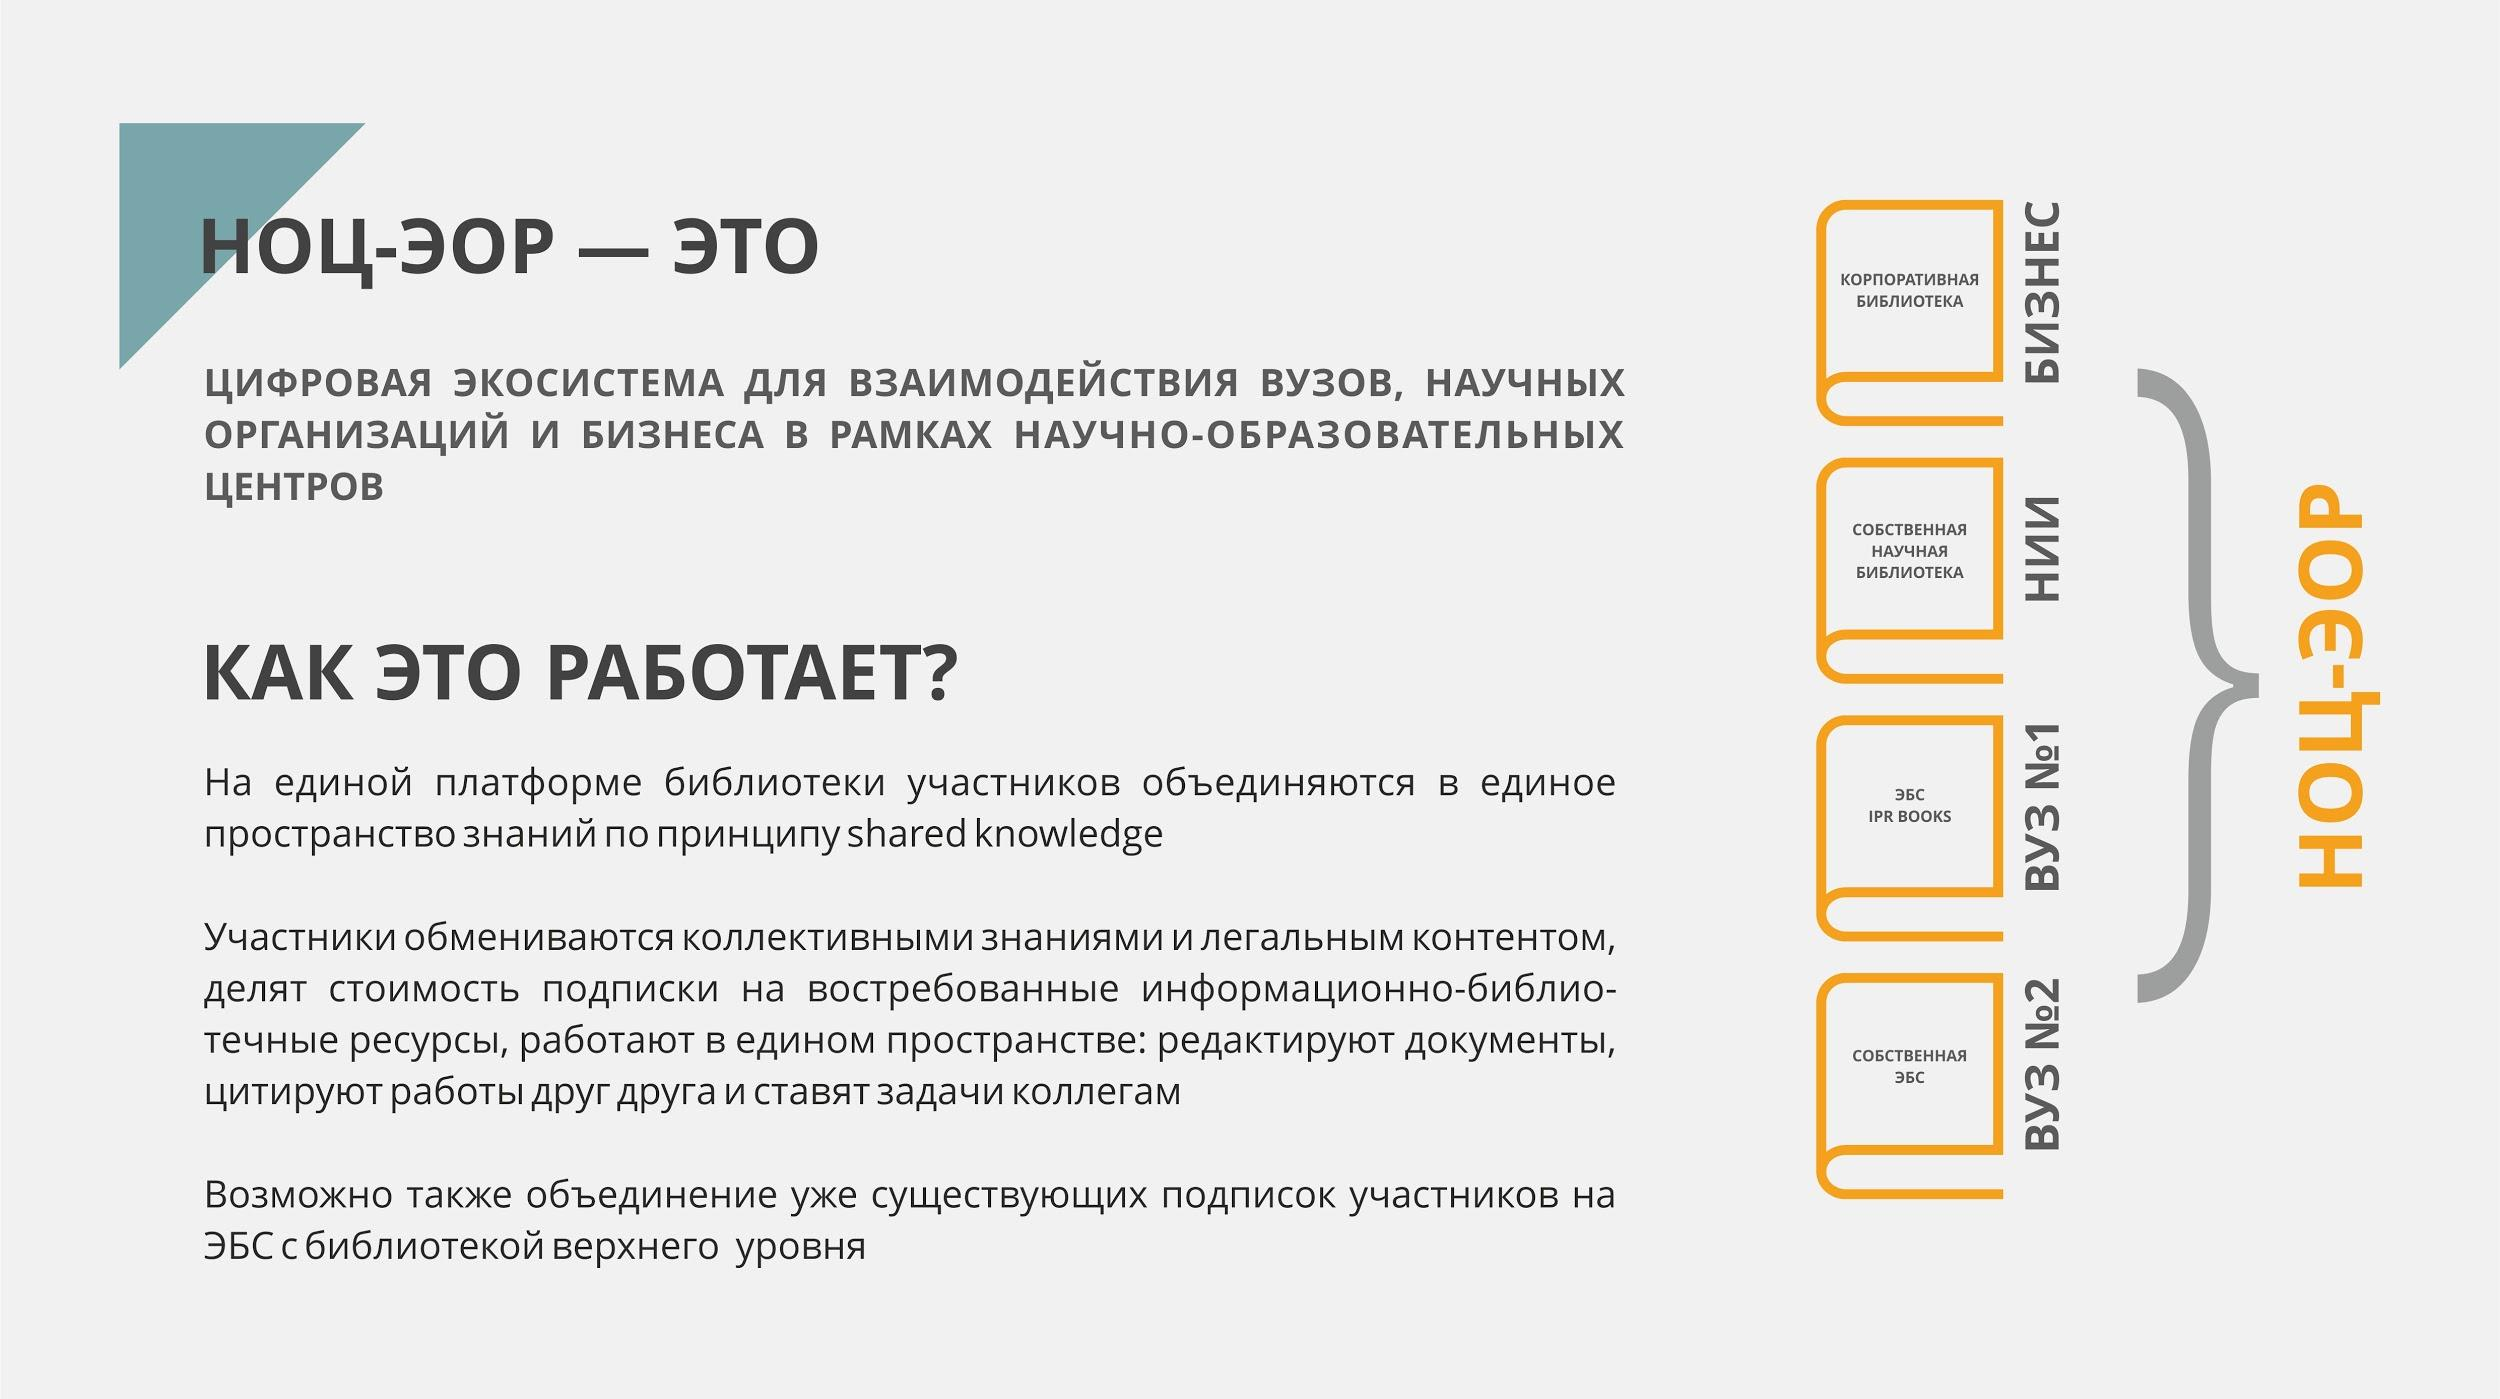 НОЦ-ЭОР — ЭТО
ЦИФРОВАЯ ЭКОСИСТЕМА ДЛЯ ВЗАИМОДЕЙСТВИЯ ВУЗОВ, НАУЧНЫХ
ОРГАНИЗАЦИЙ И БИЗНЕСА В РАМКАХ НАУЧНО-ОБРАЗОВАТЕЛЬНЫХ
ЦЕНТРОВ
КАК ЭТО РАБОТАЕТ?
На единой платформе библиотеки участников объединяются в единое
пространство знаний по принципу shared knowledge
Участники обмениваются коллективными знаниями и легальным контентом,
делят стоимость подписки на востребованные информационно-библио-
течные ресурсы, работают в едином пространстве: редактируют документы,
цитируют работы друг друга и ставят задачи коллегам
Возможно также объединение уже существующих подписок участников на
ЭБС с библиотекой верхнего уровня
КОРПОРАТИВНАЯ
БИБЛИОТЕКА
БИЗНЕС
СОБСТВЕННАЯ
НАУЧНАЯ
БИБЛИОТЕКА
НИИ
ЭБС
IPR BOOKS
ВУЗ №1
СОБСТВЕННАЯ
ЭБС
ВУЗ №2
НОЦ-ЭОР